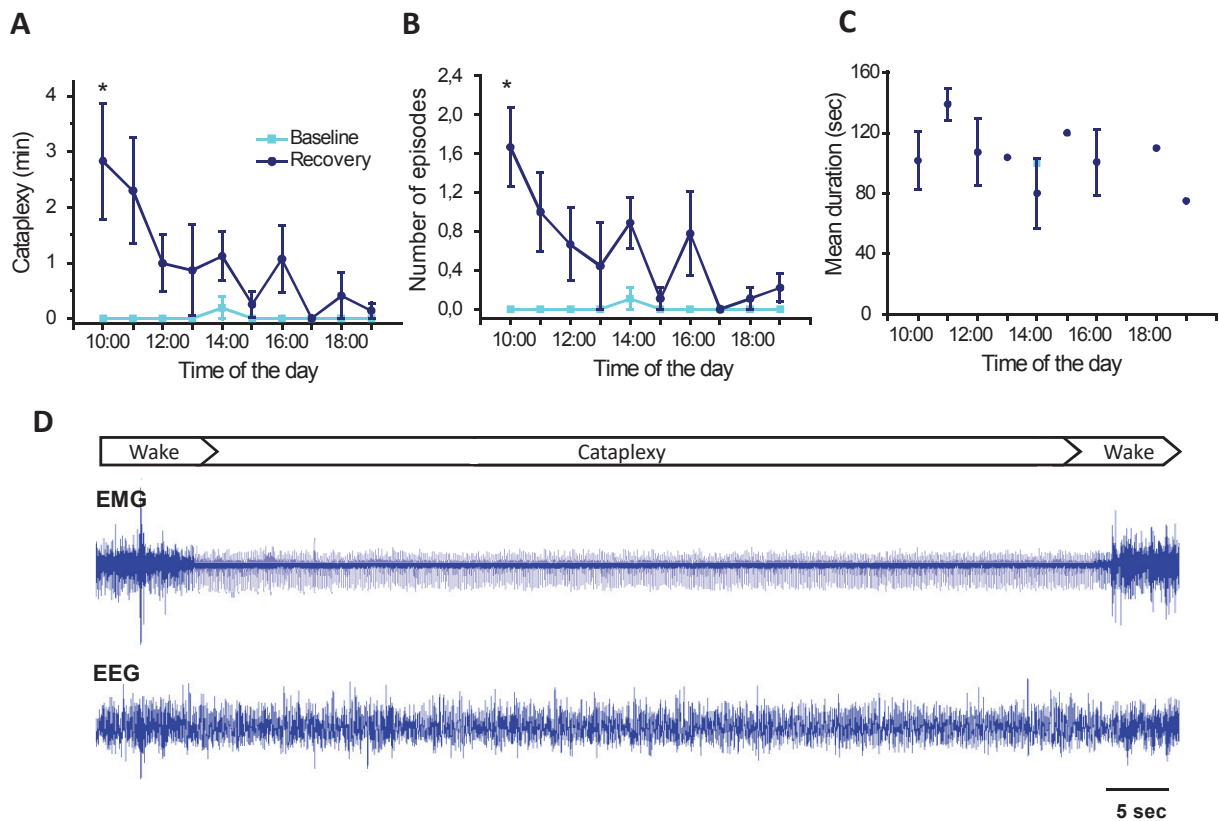 A
B
C
*
4
3
2
1
0
Cataplexy (min)
Baseline
Recovery
10:00 12:00 14:00 16:00 18:00
Time of the day
*
2,4
2,0
1,6
1,2
0,8
0,4
0,0
Number of episodes
10:00 12:00 14:00 16:00 18:00
Time of the day
160
120
80
40
0
Mean duration (sec)
10:00 12:00 14:00 16:00 18:00
Time of the day
D
Wake Cataplexy Wake
EMG
EEG
5 sec